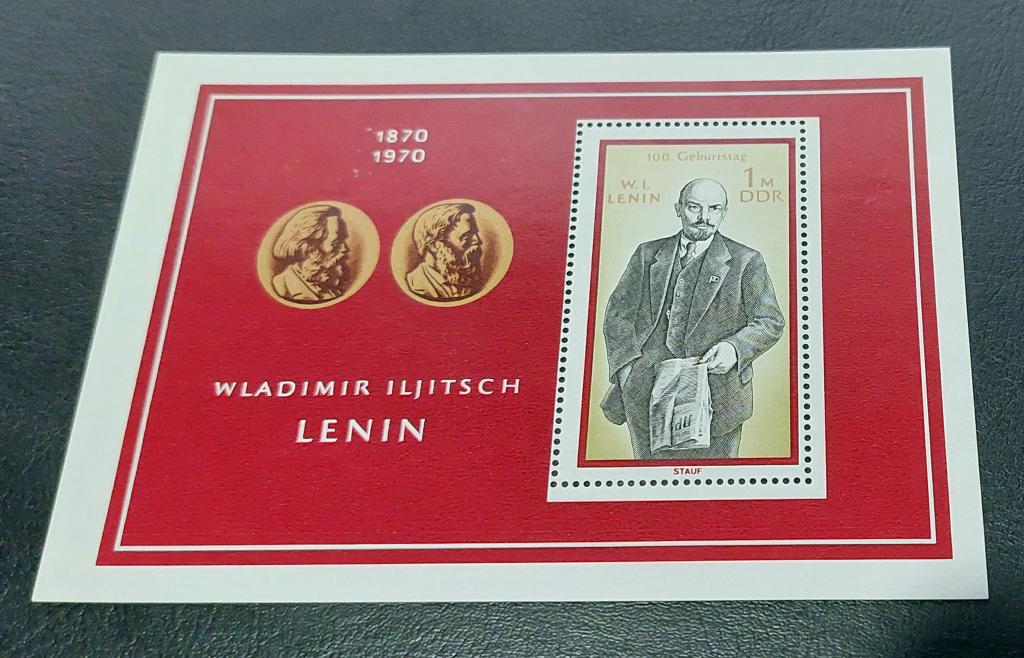 1870
1970
WLADIMIR ILJITSCH
LENIN
100. Geburtstag
W. I.
LENIN
1 M
DDR
STAUF